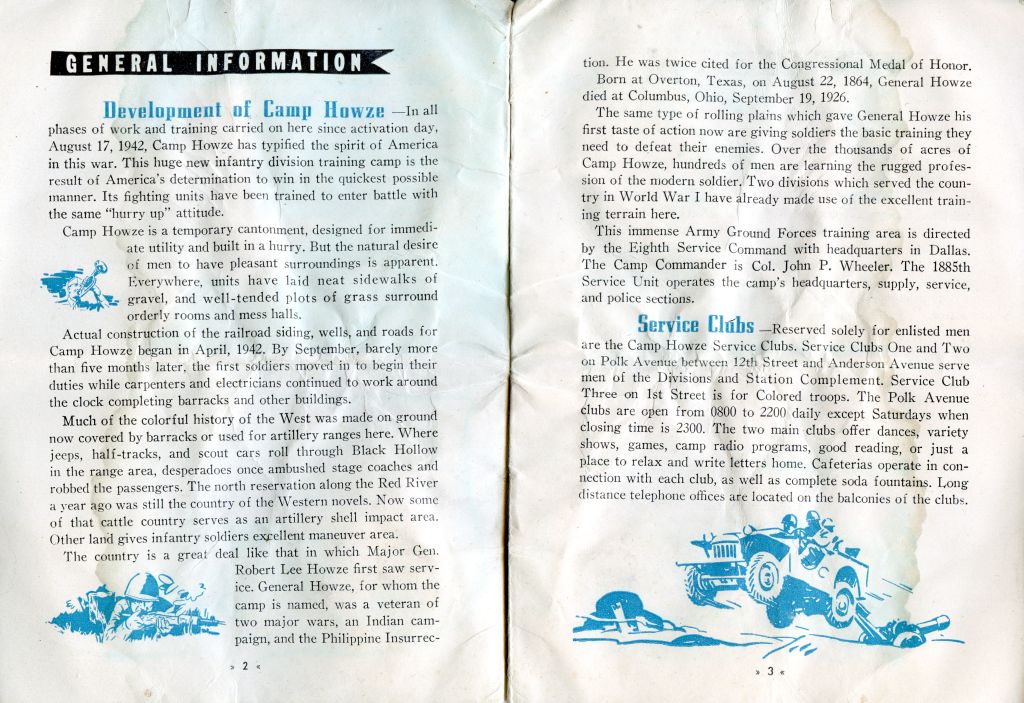 GENERAL INFORMATION
Development of Camp Howze —In all
phases of work and training carried on here since activation day,
August 17, 1942, Camp Howze has typified the spirit of America
in this war. This huge new infantry division training camp is the
result of America's determination to win in the quickest possible
manner. Its fighting units have been trained to enter battle with
the same "hurry up" attitude.
Camp Howze is a temporary cantonment, designed for immedi-
ate utility and built in a hurry. But the natural desire
of men to have pleasant surroundings is apparent.
Everywhere, units have laid neat sidewalks of
gravel, and well-tended plots of grass surround
orderly rooms and mess halls.
Actual construction of the railroad siding, wells, and roads for
Camp Howze began in April, 1942. By September, barely more
than five months later, the first soldiers moved in to begin their
duties while carpenters and electricians continued to work around
the clock completing barracks and other buildings.
Much of the colorful history of the West was made on ground
now covered by barracks or used for artillery ranges here. Where
jeeps, half-tracks, and scout cars roll through Black Hollow
in the range area, desperadoes once ambushed stage coaches and
robbed the passengers. The north reservation along the Red River
a year ago was still the country of the Western novels. Now some
of that cattle country serves as an artillery shell impact area.
Other land gives infantry soldiers excellent maneuver area.
The country is a great deal like that in which Major Gen.
Robert Lee Howze first saw serv-
ice. General Howze, for whom the
camp is named, was a veteran of
two major wars, an Indian cam-
paign, and the Philippine Insurrec-
» 2 «
tion. He was twice cited for the Congressional Medal of Honor.
Born at Overton, Texas, on August 22, 1864, General Howze
died at Columbus, Ohio, September 19, 1926.
The same type of rolling plains which gave General Howze his
first taste of action now are giving soldiers the basic training they
need to defeat their enemies. Over the thousands of acres of
Camp Howze, hundreds of men are learning the rugged profes-
sion of the modern soldier. Two divisions which served the coun-
try in World War I have already made use of the excellent train-
ing terrain here.
This immense Army Ground Forces training area is directed
by the Eighth Service Command with headquarters in Dallas.
The Camp Commander is Col. John P. Wheeler. The 1885th
Service Unit operates the camp's headquarters, supply, service,
and police sections.
Service Clubs —Reserved solely for enlisted men
are the Camp Howze Service Clubs. Service Clubs One and Two
on Polk Avenue between 12th Street and Anderson Avenue serve
men of the Divisions and Station Complement. Service Club
Three on 1st Street is for Colored troops. The Polk Avenue
clubs are open from 0800 to 2200 daily except Saturdays when
closing time is 2300. The two main clubs offer dances, variety
shows, games, camp radio programs, good reading, or just a
place to relax and write letters home. Cafeterias operate in con-
nection with each club, as well as complete soda fountains. Long
distance telephone offices are located on the balconies of the clubs.
» 3 «